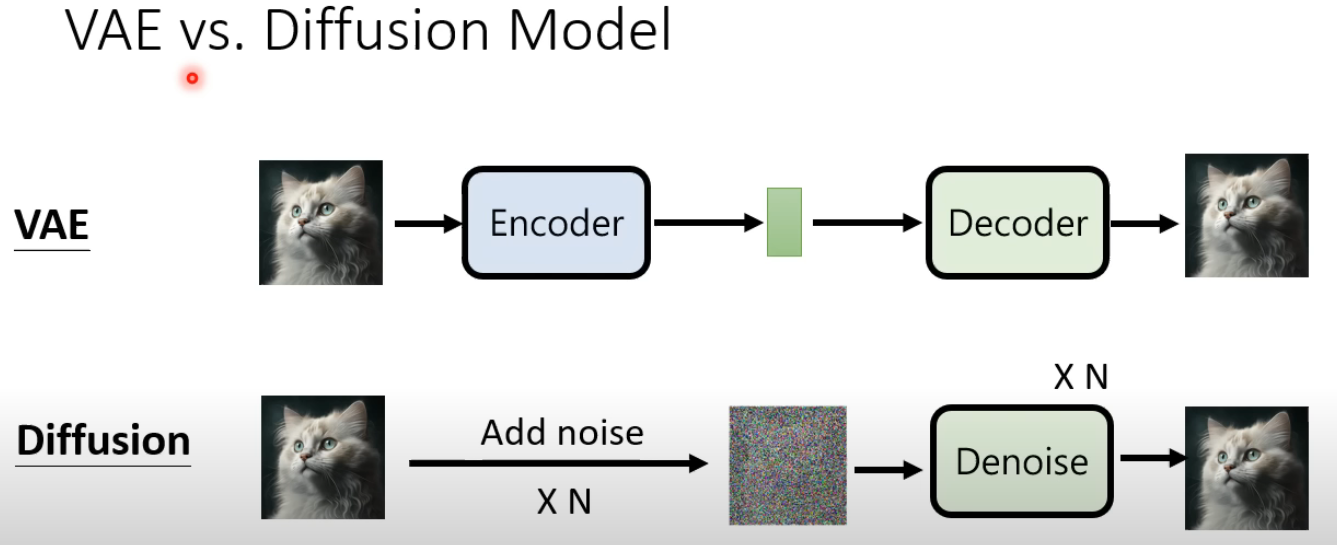 VAE vs. Diffusion Model
VAE
Encoder
Decoder
X N
Diffusion
Add noise
X N
Denoise